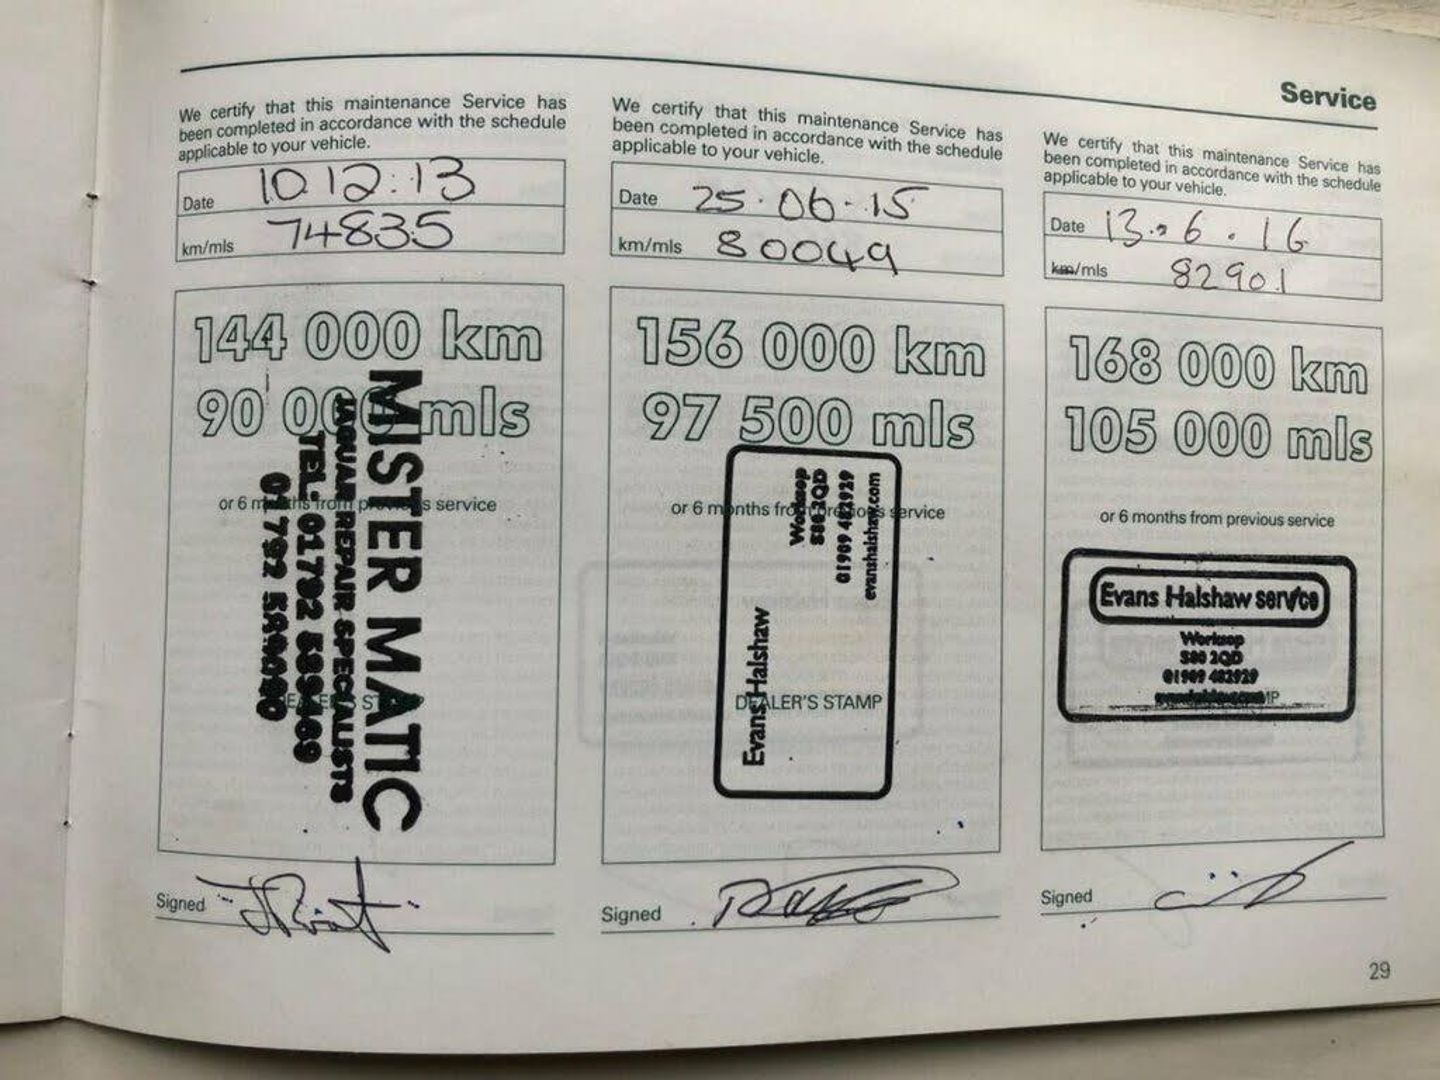 Service
We certify that this maintenance Service has
been completed in accordance with the schedule
applicable to your vehicle.
Date 10 12:13
km/mls 74835
144 000 km
90 000 mls
or 6 months from previous service
MISTER MATIC
JAGUAR REPAIR SPECIALISTS
TEL: 01792
01792
DEALER'S STAMP
Signed
We certify that this maintenance Service has
been completed in accordance with the schedule
applicable to your vehicle.
Date 25.06.15
km/mls 80049
156 000 km
97 500 mls
or 6 months from previous service
Evans Halshaw
Worksop
S80 2QD
01909 482929
evanshalshaw.com
DEALER'S STAMP
Signed
We certify that this maintenance Service has
been completed in accordance with the schedule
applicable to your vehicle.
Date 13.6.16
km/mls 82901
168 000 km
105 000 mls
or 6 months from previous service
Evans Halshaw service
Worksop
S80 2QD
01909 482929
Signed
29